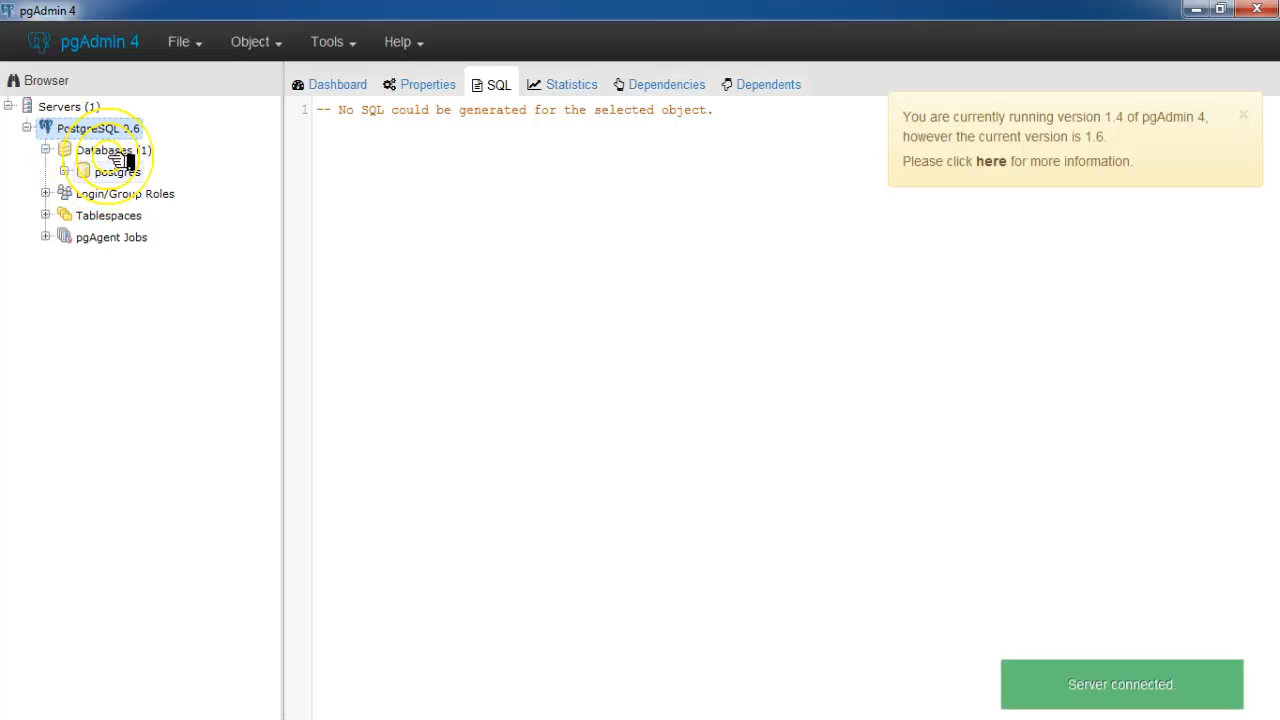 pgAdmin 4
pgAdmin 4 File Object Tools Help
Browser
Dashboard Properties SQL Statistics Dependencies Dependents
Servers (1)
PostgreSQL 9.6
Databases (1)
postgres
Login/Group Roles
Tablespaces
pgAgent Jobs
1 -- No SQL could be generated for the selected object.
You are currently running version 1.4 of pgAdmin 4,
however the current version is 1.6.
Please click here for more information.
Server connected.